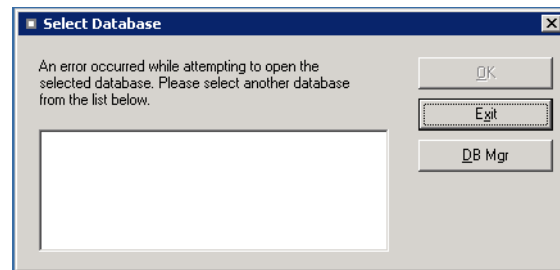 Select Database
An error occurred while attempting to open the
selected database. Please select another database
from the list below.
OK
Exit
DB Mgr